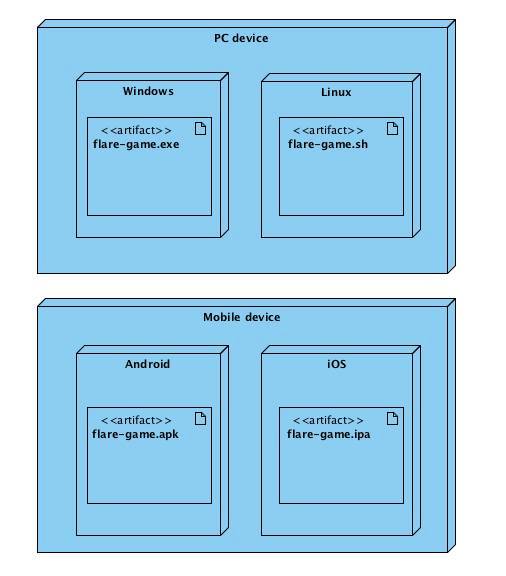 PC device
Windows
<<artifact>>
flare-game.exe
Linux
<<artifact>>
flare-game.sh
Mobile device
Android
<<artifact>>
flare-game.apk
iOS
<<artifact>>
flare-game.ipa